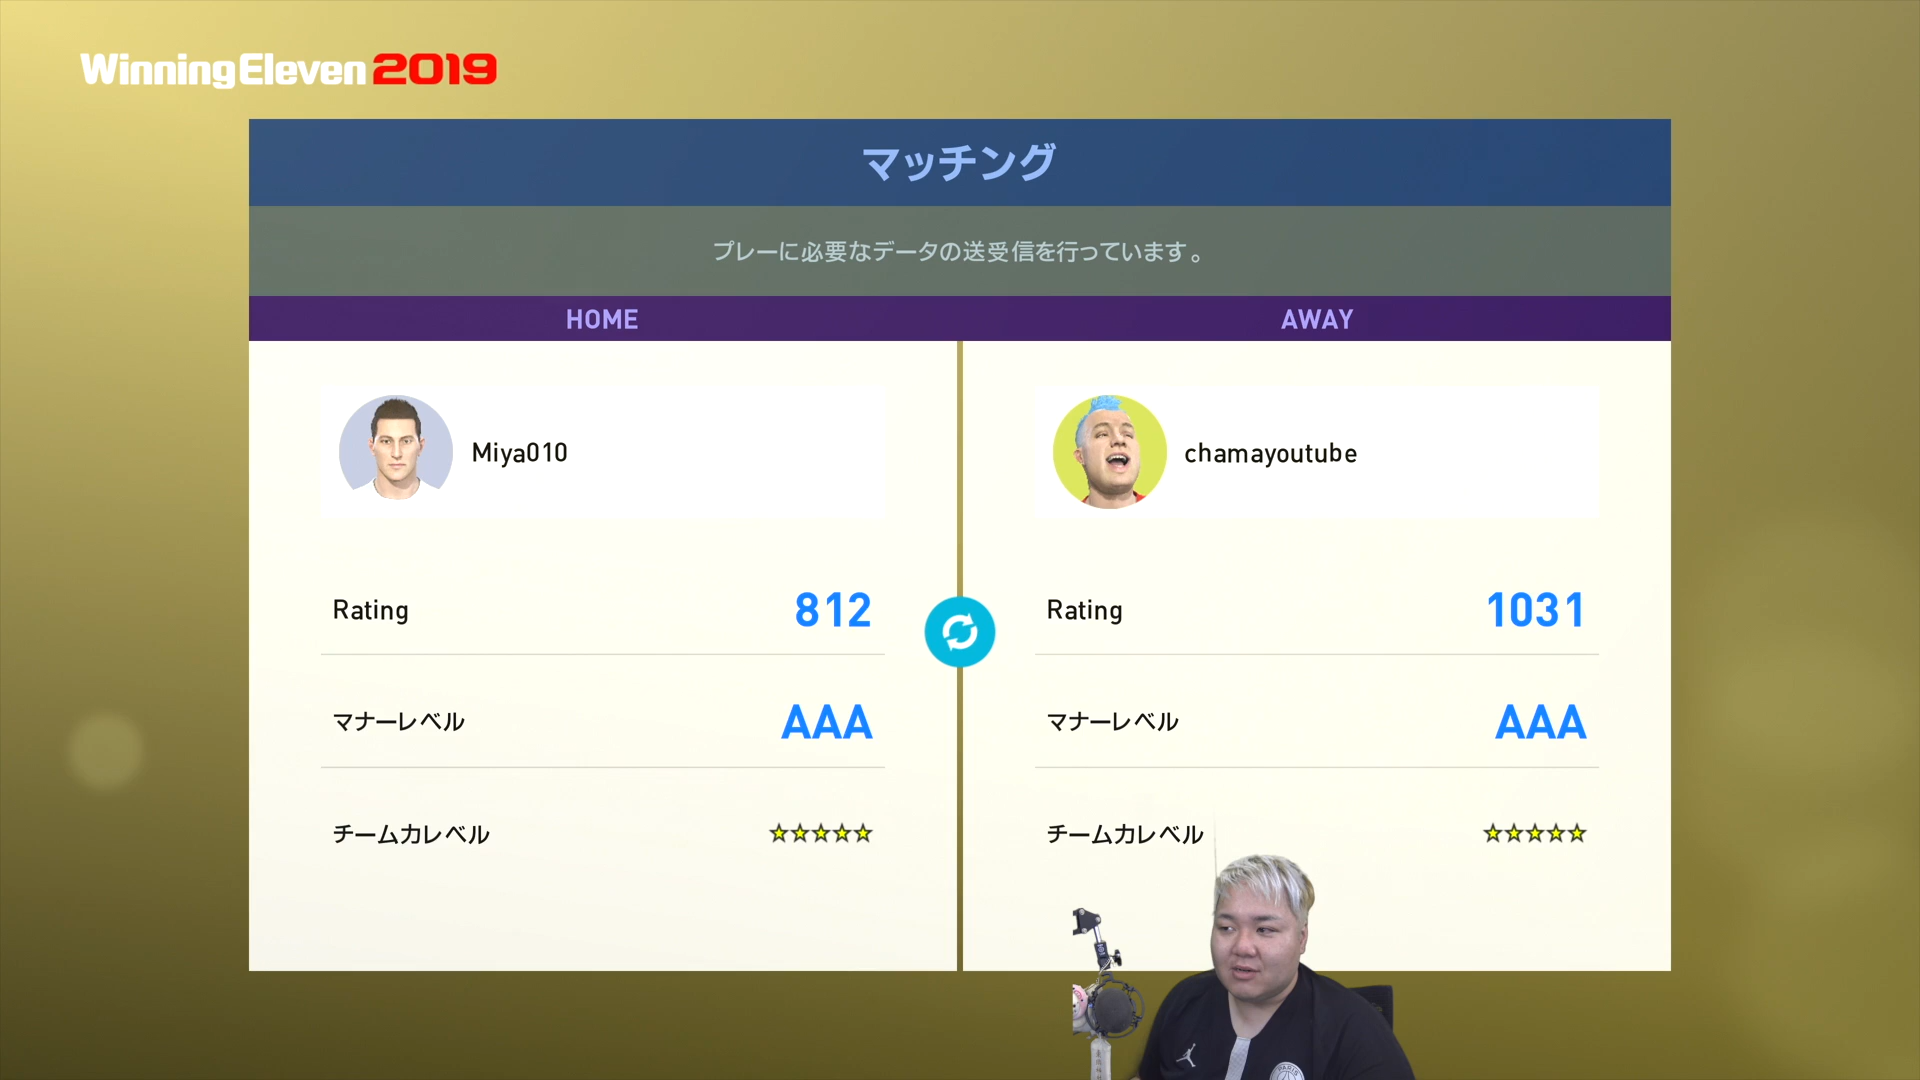 Winning Eleven 2019
マッチング
プレーに必要なデータの送受信を行っています。
HOME
AWAY
Miya010
chamayoutube
Rating 812
Rating 1031
マナーレベル AAA
マナーレベル AAA
チーム力レベル ☆☆☆☆☆
チーム力レベル ☆☆☆☆☆
PARIS